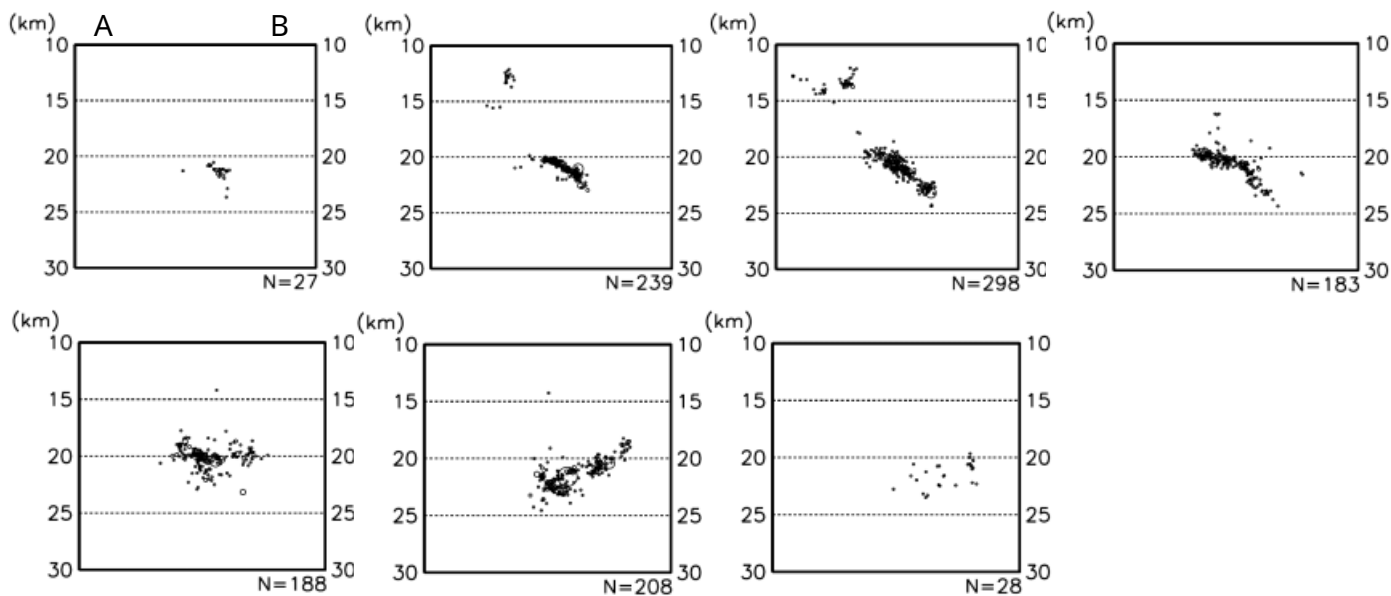 (km) A B (km) (km) (km)
10 10 10 10 10 10 10 10
15 15 15 15 15 15 15 15
20 20 20 20 20 20 20 20
25 25 25 25 25 25 25 25
30 30 30 30 30 30 30 30
N=27 N=239 N=298 N=183
(km) (km) (km)
10 10 10 10 10 10
15 15 15 15 15 15
20 20 20 20 20 20
25 25 25 25 25 25
30 30 30 30 30 30
N=188 N=208 N=28